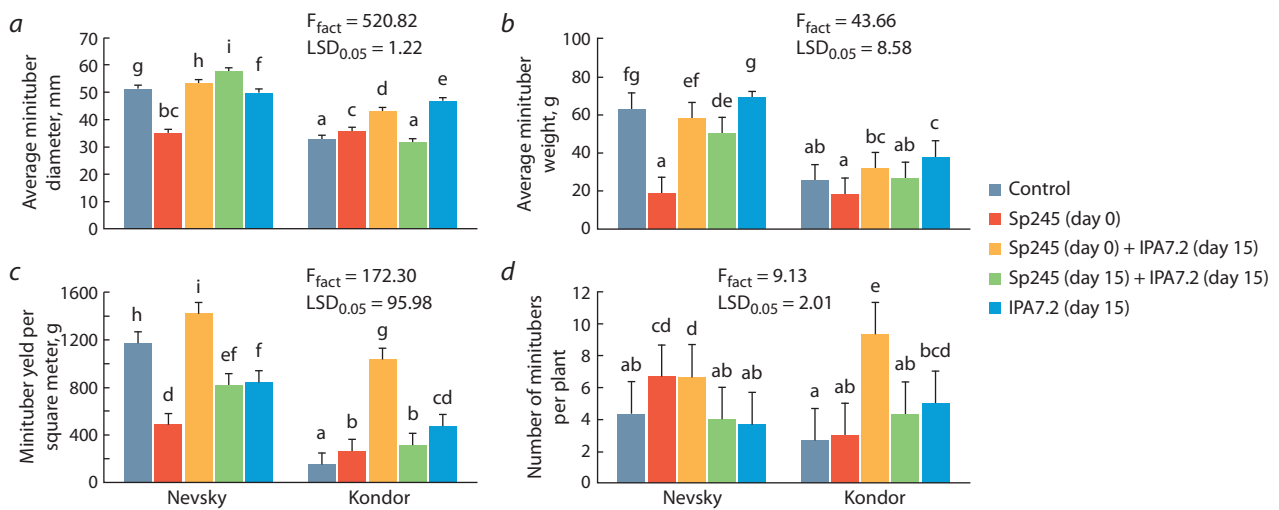 a
F_fact = 520.82
LSD_0.05 = 1.22
Average minituber
diameter, mm
70
60
50
40
30
20
10
0
g
bc
h
i
f
a
c
d
a
e
b
F_fact = 43.66
LSD_0.05 = 8.58
Average minituber
weight, g
100
80
60
40
20
0
fg
a
ef
de
g
ab
a
bc
ab
c
Control
Sp245 (day 0)
Sp245 (day 0) + IPA7.2 (day 15)
Sp245 (day 15) + IPA7.2 (day 15)
IPA7.2 (day 15)
c
F_fact = 172.30
LSD_0.05 = 95.98
Minituber yeld per
square meter, g
1600
1200
800
400
0
h
d
i
ef
f
a
b
g
b
cd
Nevsky
Kondor
d
F_fact = 9.13
LSD_0.05 = 2.01
Number of minitubers
per plant
12
10
8
6
4
2
0
ab
cd
d
ab
ab
a
ab
e
ab
bcd
Nevsky
Kondor